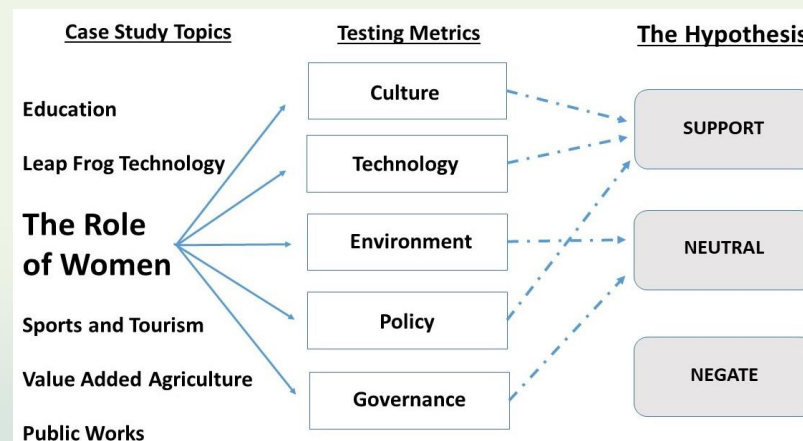 Case Study Topics
Testing Metrics
The Hypothesis
Education
Leap Frog Technology
The Role
of Women
Sports and Tourism
Value Added Agriculture
Public Works
Culture
Technology
Environment
Policy
Governance
SUPPORT
NEUTRAL
NEGATE